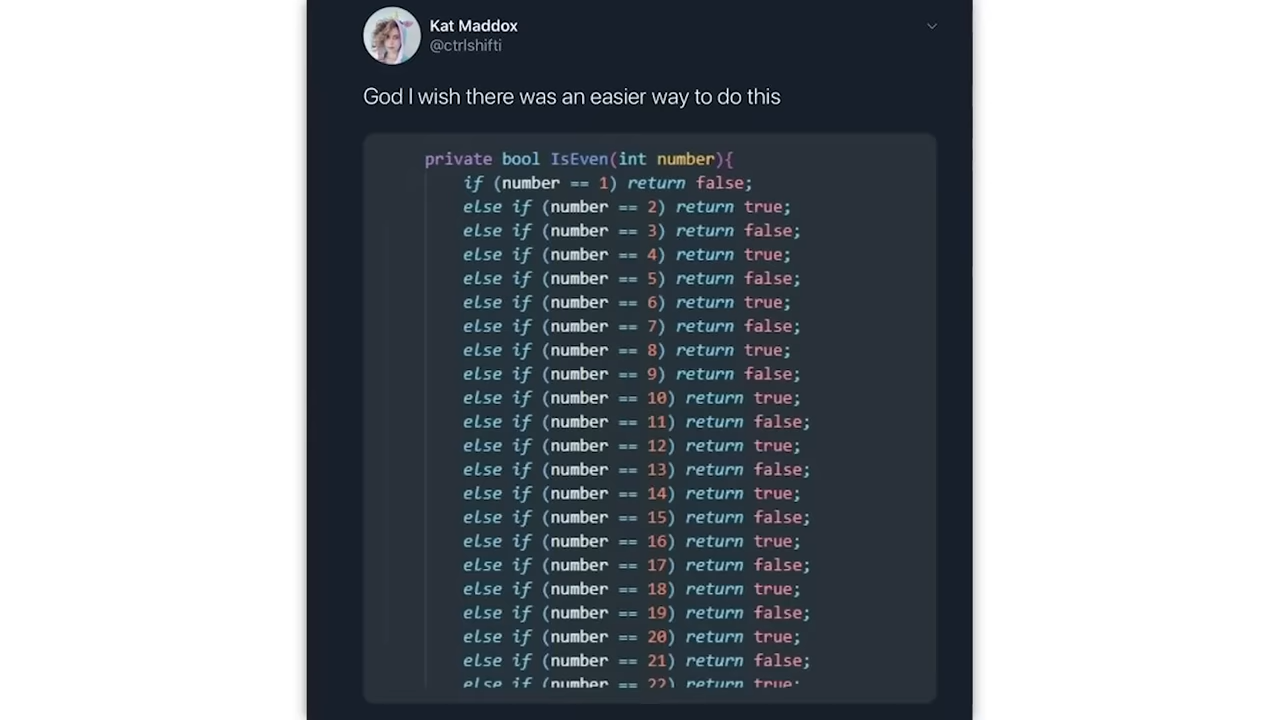 Kat Maddox
@ctrlshifti
God I wish there was an easier way to do this
private bool IsEven(int number){
if (number == 1) return false;
else if (number == 2) return true;
else if (number == 3) return false;
else if (number == 4) return true;
else if (number == 5) return false;
else if (number == 6) return true;
else if (number == 7) return false;
else if (number == 8) return true;
else if (number == 9) return false;
else if (number == 10) return true;
else if (number == 11) return false;
else if (number == 12) return true;
else if (number == 13) return false;
else if (number == 14) return true;
else if (number == 15) return false;
else if (number == 16) return true;
else if (number == 17) return false;
else if (number == 18) return true;
else if (number == 19) return false;
else if (number == 20) return true;
else if (number == 21) return false;
else if (number == 22) return true;